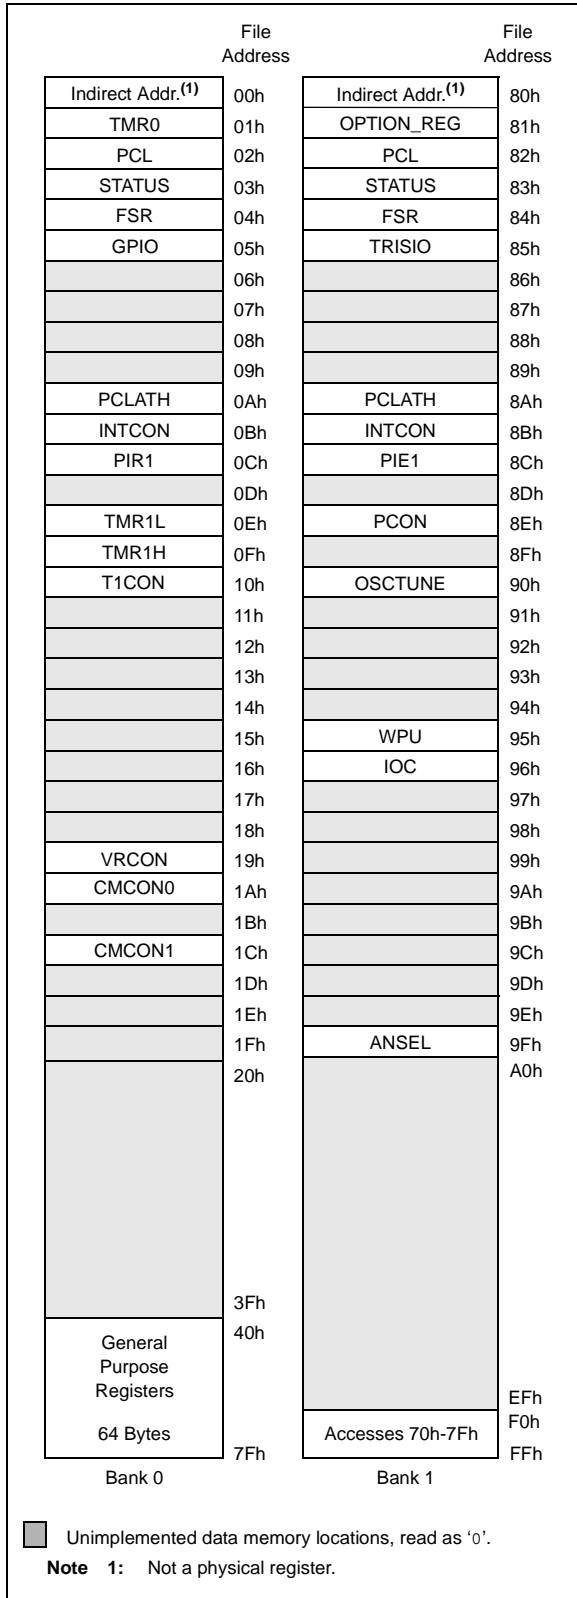 File Address File Address
Indirect Addr.(1) 00h Indirect Addr.(1) 80h
TMR0 01h OPTION_REG 81h
PCL 02h PCL 82h
STATUS 03h STATUS 83h
FSR 04h FSR 84h
GPIO 05h TRISIO 85h
06h 86h
07h 87h
08h 88h
09h 89h
PCLATH 0Ah PCLATH 8Ah
INTCON 0Bh INTCON 8Bh
PIR1 0Ch PIE1 8Ch
0Dh 8Dh
TMR1L 0Eh PCON 8Eh
TMR1H 0Fh 8Fh
T1CON 10h OSCTUNE 90h
11h 91h
12h 92h
13h 93h
14h 94h
15h WPU 95h
16h IOC 96h
17h 97h
18h 98h
VRCON 19h 99h
CMCON0 1Ah 9Ah
1Bh 9Bh
CMCON1 1Ch 9Ch
1Dh 9Dh
1Eh 9Eh
1Fh ANSEL 9Fh
20h A0h
3Fh
40h
General
Purpose
Registers
EFh
64 Bytes Accesses 70h-7Fh F0h
7Fh FFh
Bank 0 Bank 1
Unimplemented data memory locations, read as ‘0’.
Note 1: Not a physical register.